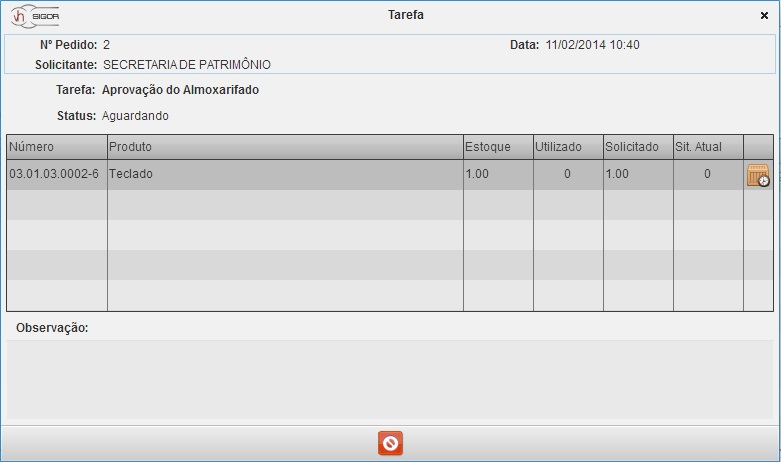 vh SIGOR
Tarefa
Nº Pedido: 2 Data: 11/02/2014 10:40
Solicitante: SECRETARIA DE PATRIMÔNIO
Tarefa: Aprovação do Almoxarifado
Status: Aguardando
Número Produto Estoque Utilizado Solicitado Sit. Atual
03.01.03.0002-6 Teclado 1.00 0 1.00 0
Observação: